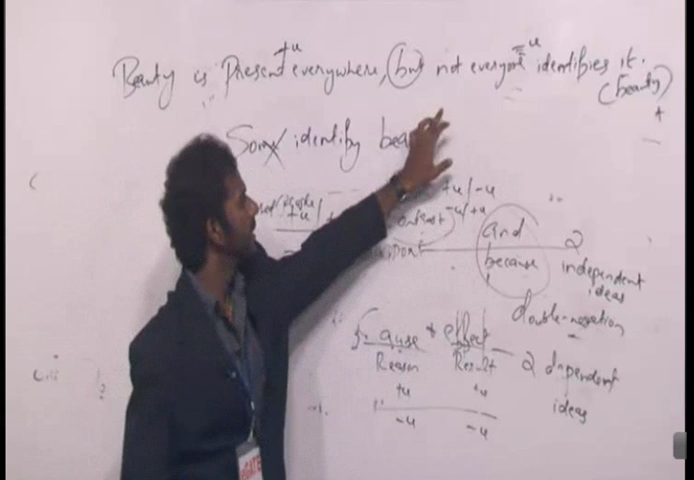 +u =u
Beauty is Present everywhere, but not everyone identifies it.
(beauty)
+
Some identify
+u/-u
+u/ -u/+u
and 2
because independent
ideas
double-negation
cause + effect
Reason Result 2 dependent
ideas
+u +u
-u -u